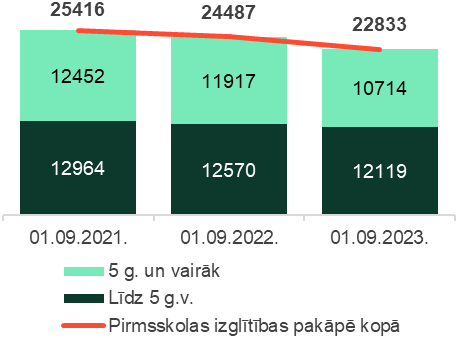 25416 24487 22833
12452 11917 10714
12964 12570 12119
01.09.2021. 01.09.2022. 01.09.2023.
5 g. un vairāk
Līdz 5 g.v.
Pirmsskolas izglītības pakāpē kopā